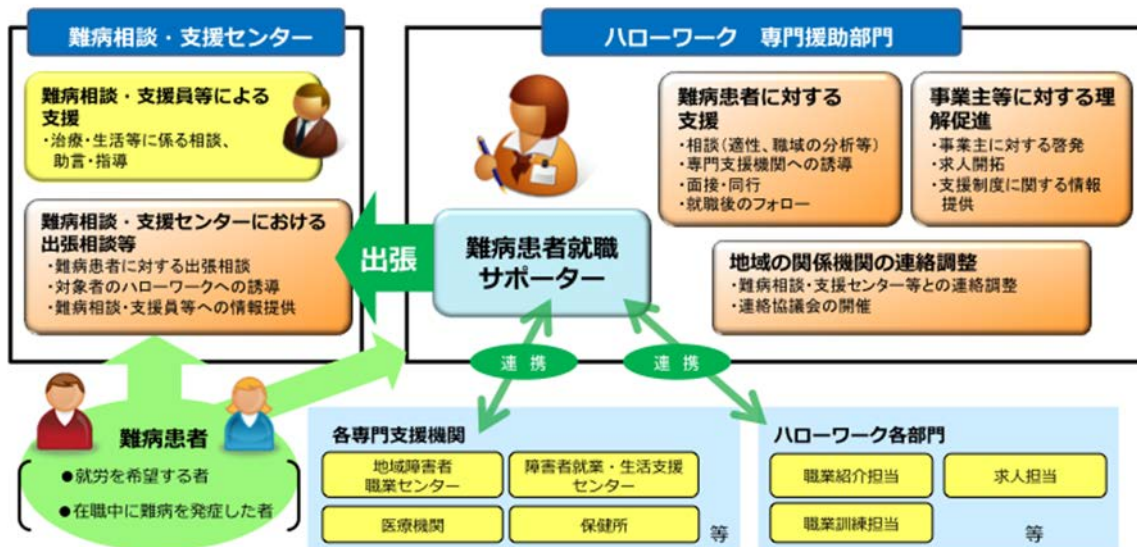 難病相談・支援センター
難病相談・支援員等による
支援
・治療・生活等に係る相談、
助言・指導
難病相談・支援センターにおける
出張相談等
・難病患者に対する出張相談
・対象者のハローワークへの誘導
・難病相談・支援員等への情報提供
出張
ハローワーク 専門援助部門
難病患者就職
サポーター
難病患者に対する
支援
・相談(適性、職域の分析等)
・専門支援機関への誘導
・面接・同行
・就職後のフォロー
事業主等に対する理
解促進
・事業主に対する啓発
・求人開拓
・支援制度に関する情報
提供
地域の関係機関の連絡調整
・難病相談・支援センター等との連絡調整
・連絡協議会の開催
連携
連携
難病患者
●就労を希望する者
●在職中に難病を発症した者
各専門支援機関
地域障害者
職業センター
障害者就業・生活支援
センター
医療機関
保健所
等
ハローワーク各部門
職業紹介担当
求人担当
職業訓練担当
等